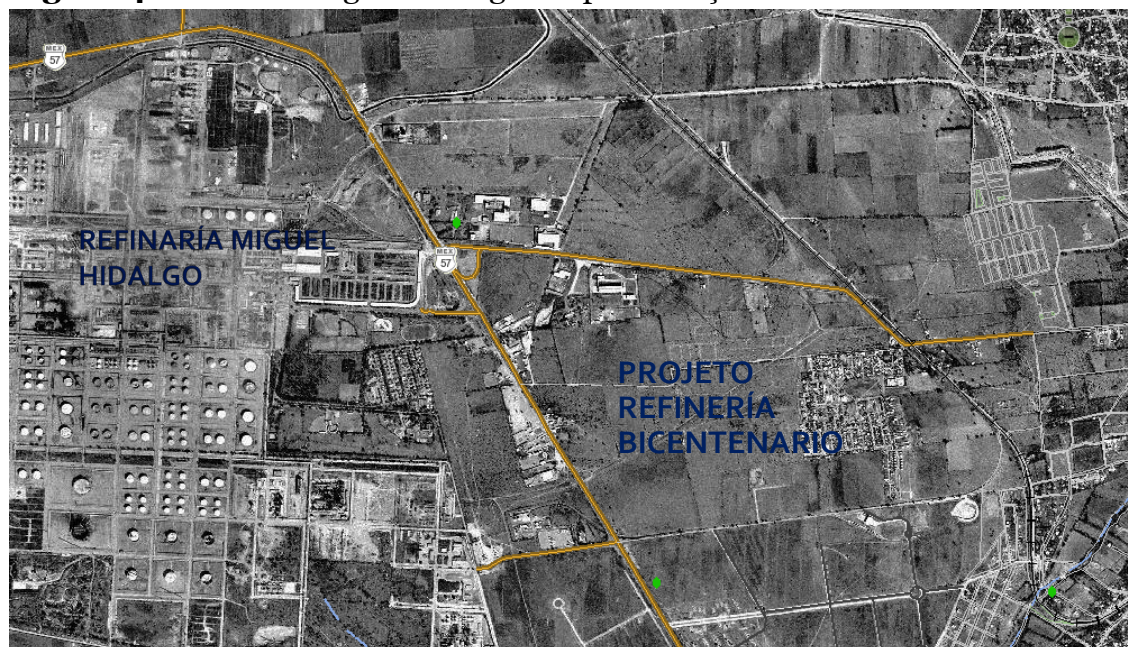 MEX
57
MEX
57
REFINARÍA MIGUEL
HIDALGO
PROJETO
REFINERÍA
BICENTENARIO